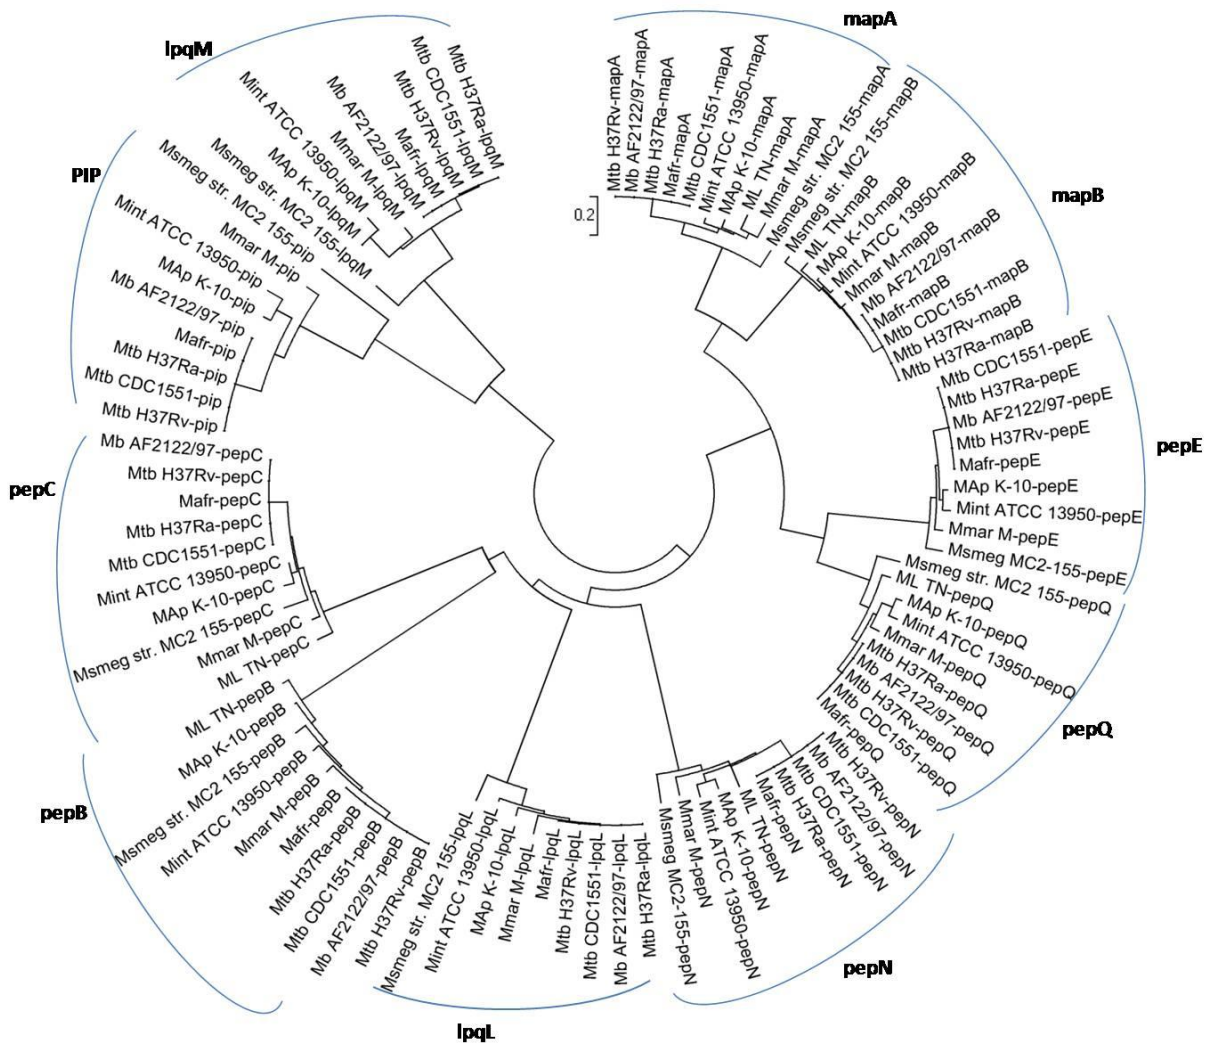 mapA
Mtb H37Rv-mapA
Mb AF2122/97-mapA
Mtb H37Ra-mapA
Mafr-mapA
Mtb CDC1551-mapA
Mint ATCC 13950-mapA
MAp K-10-mapA
ML TN-mapA
Mmar M-mapA
Msmeg str. MC2 155-mapA
mapB
Msmeg str. MC2 155-mapB
ML TN-mapB
MAp K-10-mapB
Mint ATCC 13950-mapB
Mmar M-mapB
Mb AF2122/97-mapB
Mafr-mapB
Mtb CDC1551-mapB
Mtb H37Rv-mapB
Mtb H37Ra-mapB
pepE
Mtb CDC1551-pepE
Mtb H37Ra-pepE
Mb AF2122/97-pepE
Mtb H37Rv-pepE
Mafr-pepE
MAp K-10-pepE
Mint ATCC 13950-pepE
Mmar M-pepE
Msmeg MC2-155-pepE
pepQ
Msmeg str. MC2 155-pepQ
ML TN-pepQ
MAp K-10-pepQ
Mint ATCC 13950-pepQ
Mmar M-pepQ
Mtb H37Ra-pepQ
Mb AF2122/97-pepQ
Mtb H37Rv-pepQ
Mtb CDC1551-pepQ
Mafr-pepQ
pepN
Mtb H37Rv-pepN
Mb AF2122/97-pepN
Mtb CDC1551-pepN
Mtb H37Ra-pepN
Mafr-pepN
ML TN-pepN
MAp K-10-pepN
Mint ATCC 13950-pepN
Mmar M-pepN
Msmeg MC2-155-pepN
lpqL
Mtb H37Ra-lpqL
Mb AF2122/97-lpqL
Mtb CDC1551-lpqL
Mtb H37Rv-lpqL
Mafr-lpqL
Mmar M-lpqL
MAp K-10-lpqL
Mint ATCC 13950-lpqL
Msmeg str. MC2 155-lpqL
pepB
Mtb H37Rv-pepB
Mb AF2122/97-pepB
Mtb CDC1551-pepB
Mtb H37Ra-pepB
Mafr-pepB
Mmar M-pepB
Mint ATCC 13950-pepB
Msmeg str. MC2 155-pepB
MAp K-10-pepB
ML TN-pepB
pepC
ML TN-pepC
Mmar M-pepC
Msmeg str. MC2 155-pepC
MAp K-10-pepC
Mint ATCC 13950-pepC
Mtb CDC1551-pepC
Mtb H37Ra-pepC
Mafr-pepC
Mtb H37Rv-pepC
Mb AF2122/97-pepC
PIP
Mtb H37Rv-pip
Mtb CDC1551-pip
Mtb H37Ra-pip
Mafr-pip
Mb AF2122/97-pip
MAp K-10-pip
Mint ATCC 13950-pip
Mmar M-pip
Msmeg str. MC2 155-pip
lpqM
Msmeg str. MC2 155-lpqM
MAp K-10-lpqM
Mint ATCC 13950-lpqM
Mmar M-lpqM
Mb AF2122/97-lpqM
Mafr-lpqM
Mtb H37Rv-lpqM
Mtb CDC1551-lpqM
Mtb H37Ra-lpqM
0.2